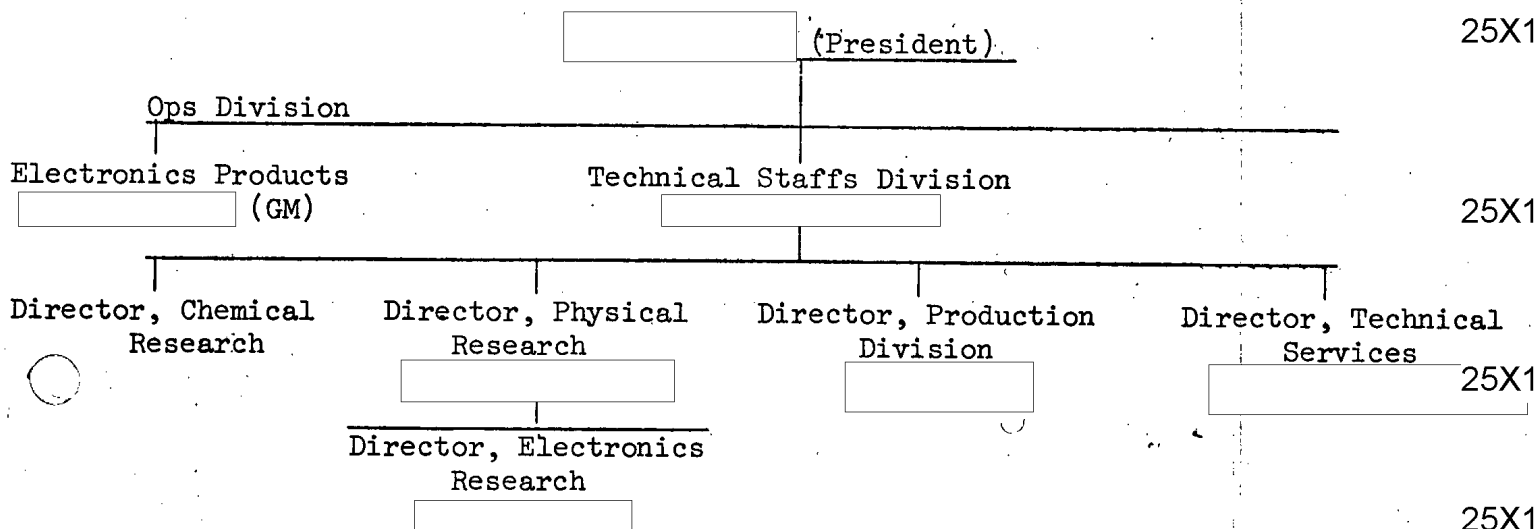 (President)
25X1
Ops Division
Electronics Products
Technical Staffs Division
(GM)
25X1
Director, Chemical
Research
Director, Physical
Research
Director, Production
Division
Director, Technical
Services
25X1
Director, Electronics
Research
25X1